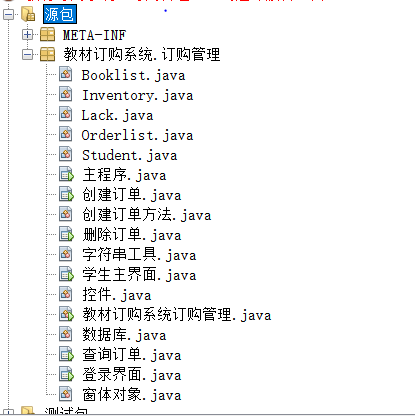 源包
META-INF
教材订购系统.订购管理
Booklist.java
Inventory.java
Lack.java
Orderlist.java
Student.java
主程序.java
创建订单.java
创建订单方法.java
删除订单.java
字符串工具.java
学生主界面.java
控件.java
教材订购系统订购管理.java
数据库.java
查询订单.java
登录界面.java
窗体对象.java
测试包